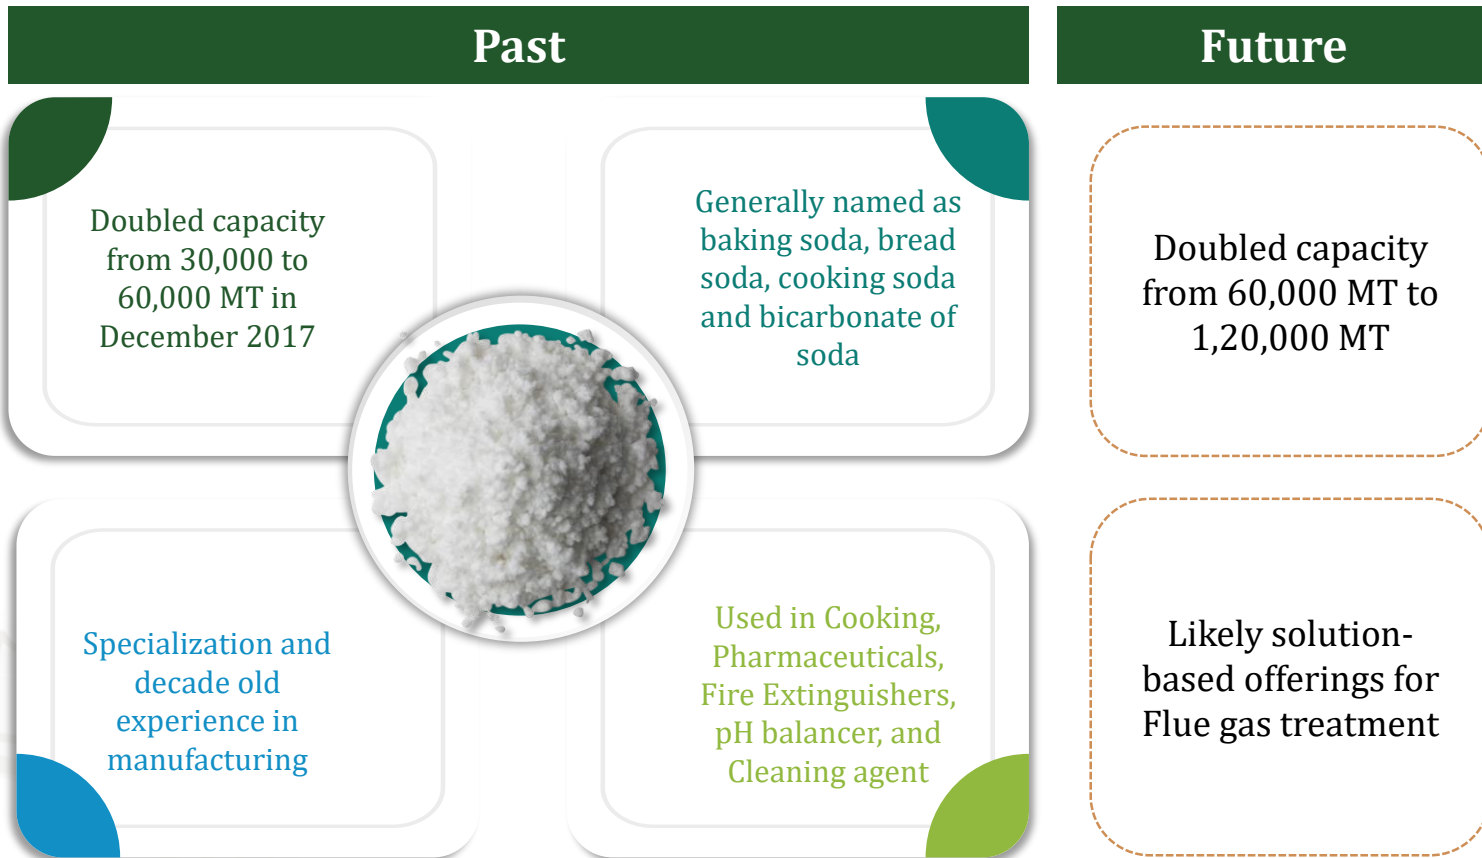 Past
Future
Doubled capacity
from 30,000 to
60,000 MT in
December 2017
Generally named as
baking soda, bread
soda, cooking soda
and bicarbonate of
soda
Doubled capacity
from 60,000 MT to
1,20,000 MT
Specialization and
decade old
experience in
manufacturing
Used in Cooking,
Pharmaceuticals,
Fire Extinguishers,
pH balancer, and
Cleaning agent
Likely solution-
based offerings for
Flue gas treatment